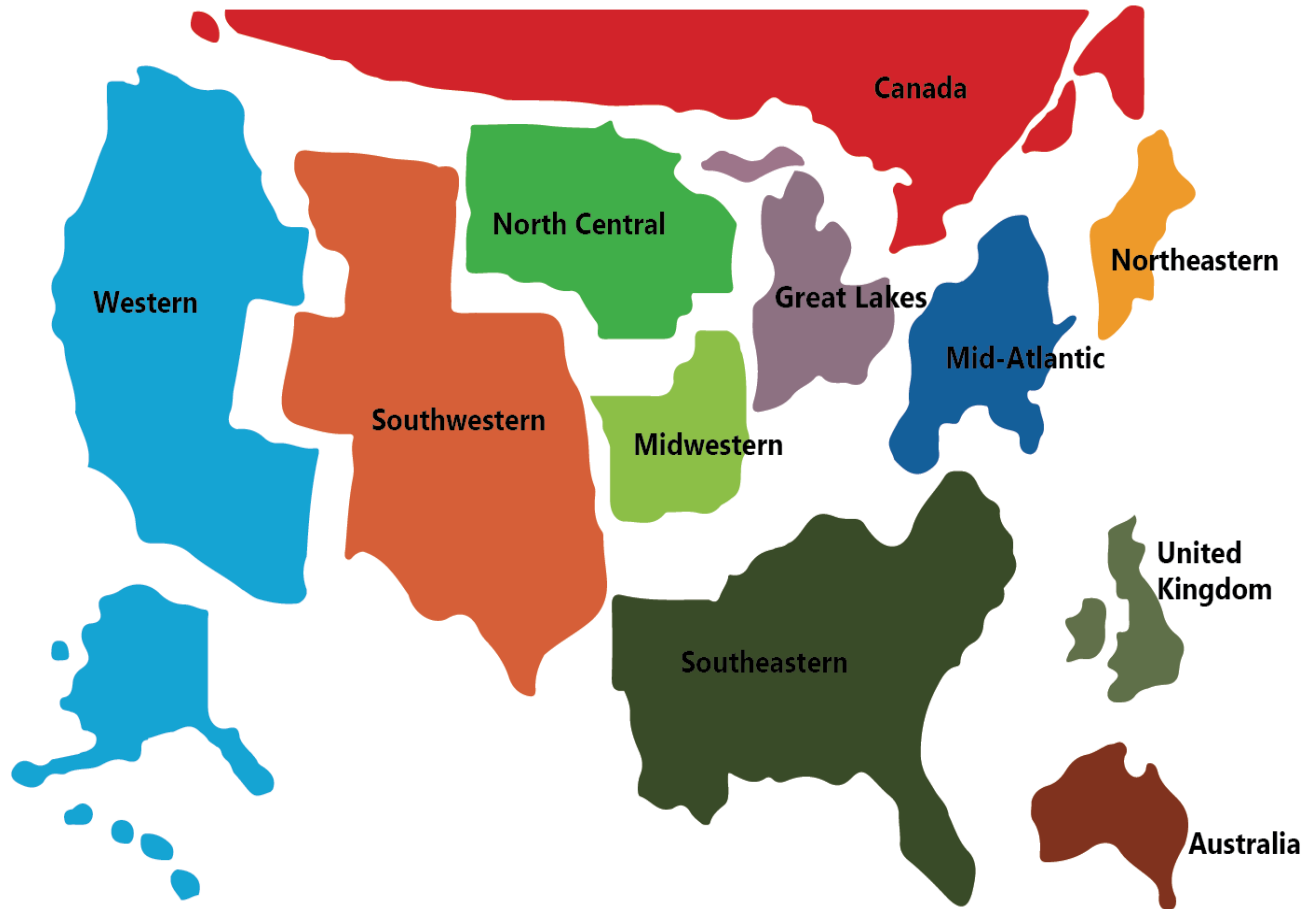 Canada
North Central
Northeastern
Western
Great Lakes
Mid-Atlantic
Southwestern
Midwestern
United
Kingdom
Southeastern
Australia